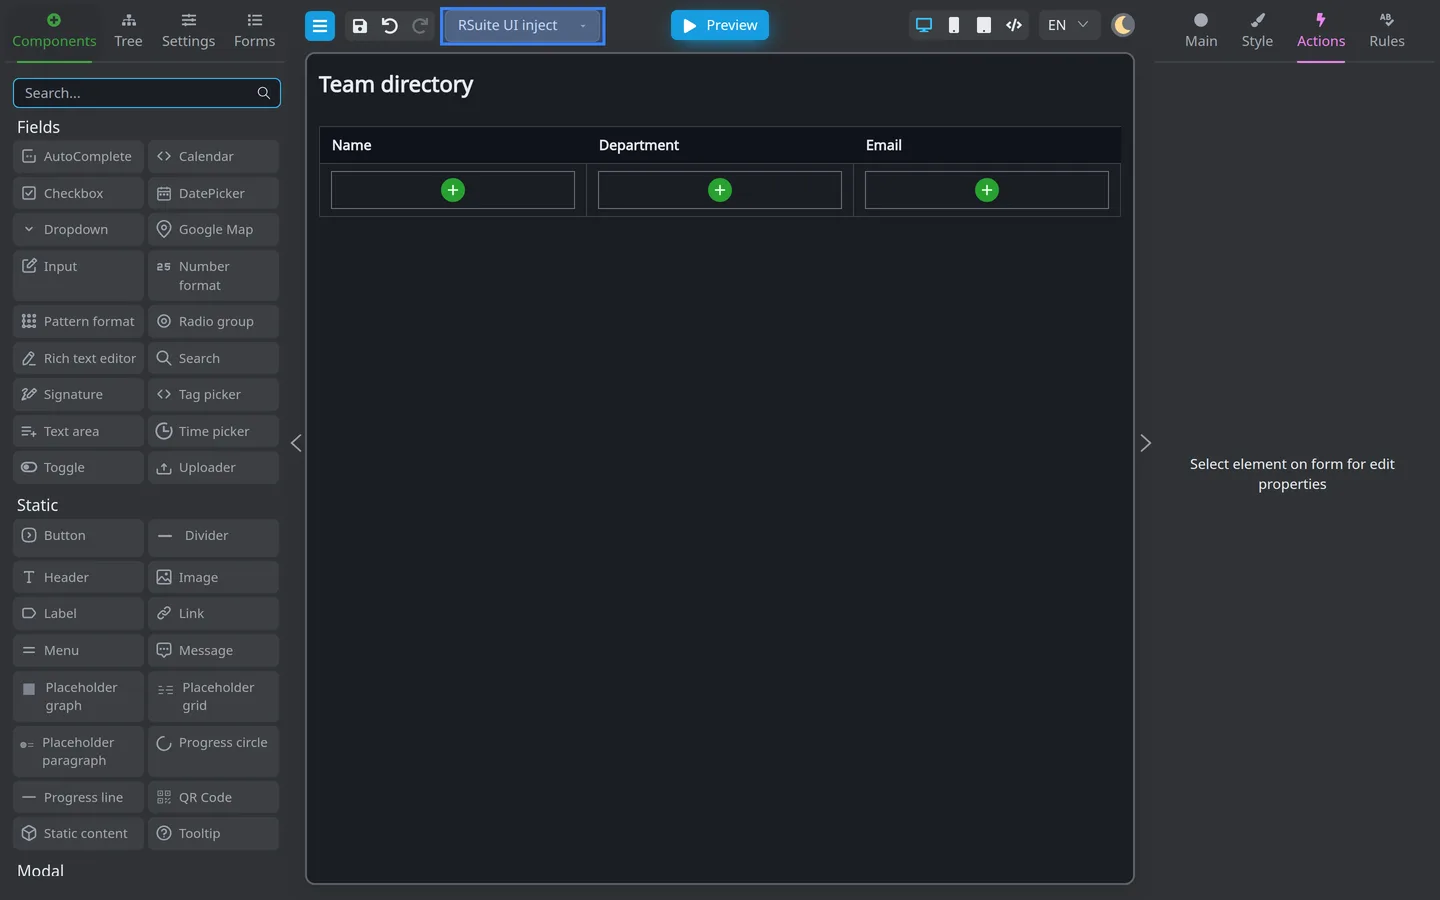 Components
Tree
Settings
Forms
RSuite UI inject
Preview
EN
Main
Style
Actions
AB
Rules
Search...
Fields
AutoComplete
Calendar
Checkbox
DatePicker
Dropdown
Google Map
Input
25
Number
format
Pattern format
Radio group
Rich text editor
Search
Signature
Tag picker
Text area
Time picker
Toggle
Uploader
Static
Button
Divider
Header
Image
Label
Link
Menu
Message
Placeholder
graph
Placeholder
grid
Placeholder
paragraph
Progress circle
Progress line
QR Code
Static content
Tooltip
Modal
Team directory
Name
Department
Email
Select element on form for edit
properties